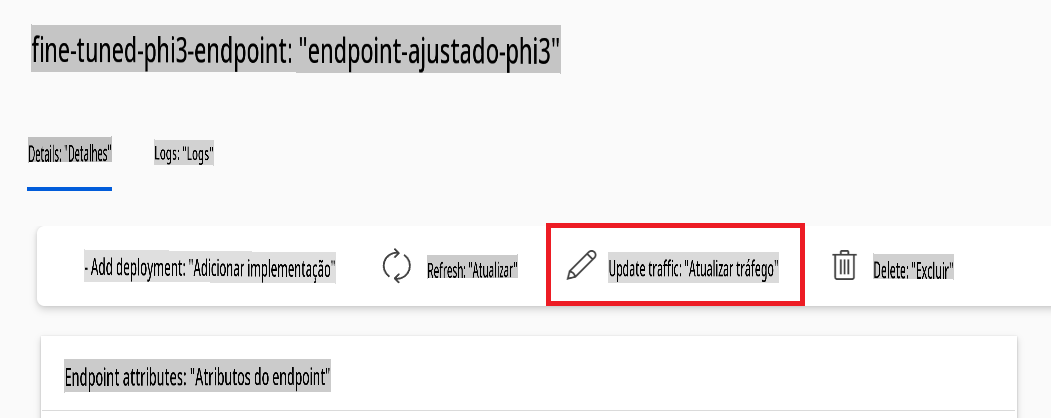 fine-tuned-phi3-endpoint: "endpoint-ajustado-phi3"
Details: "Detalhes"
Logs: "Logs"
- Add deployment: "Adicionar implementação"
Refresh: "Atualizar"
Update traffic: "Atualizar tráfego"
Delete: "Excluir"
Endpoint attributes: "Atributos do endpoint"